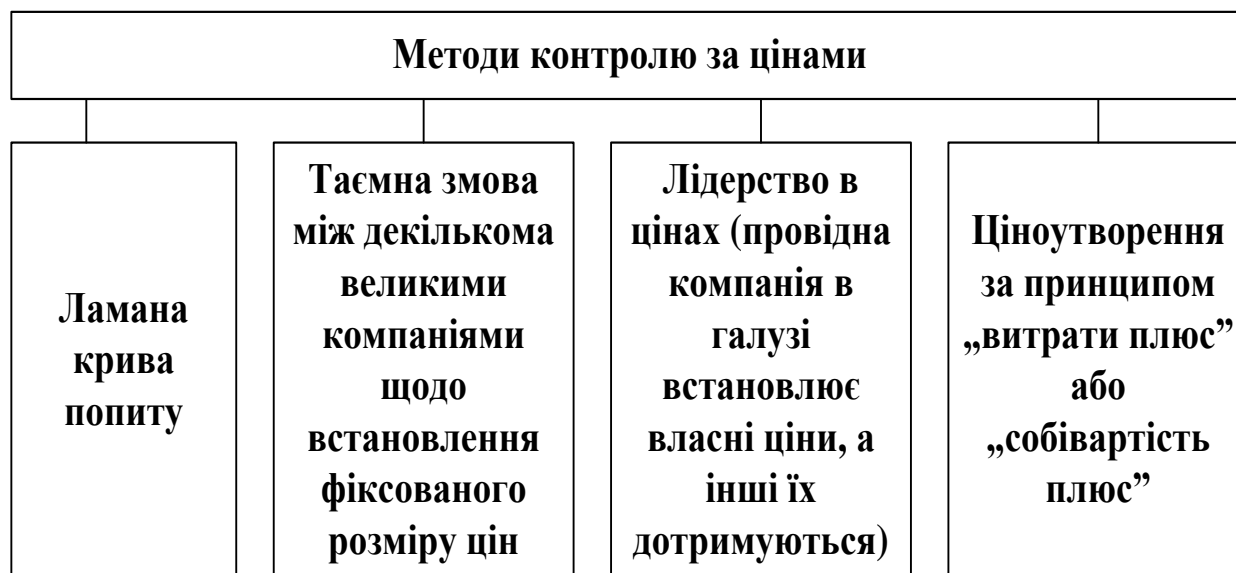 Методи контролю за цінами
Ламана
крива
попиту
Таємна змова
між декількома
великими
компаніями
щодо
встановлення
фіксованого
розміру цін
Лідерство в
цінах (провідна
компанія в
галузі
встановлює
власні ціни, а
інші їх
дотримуються)
Ціноутворення
за принципом
„витрати плюс”
або
„собівартість
плюс”